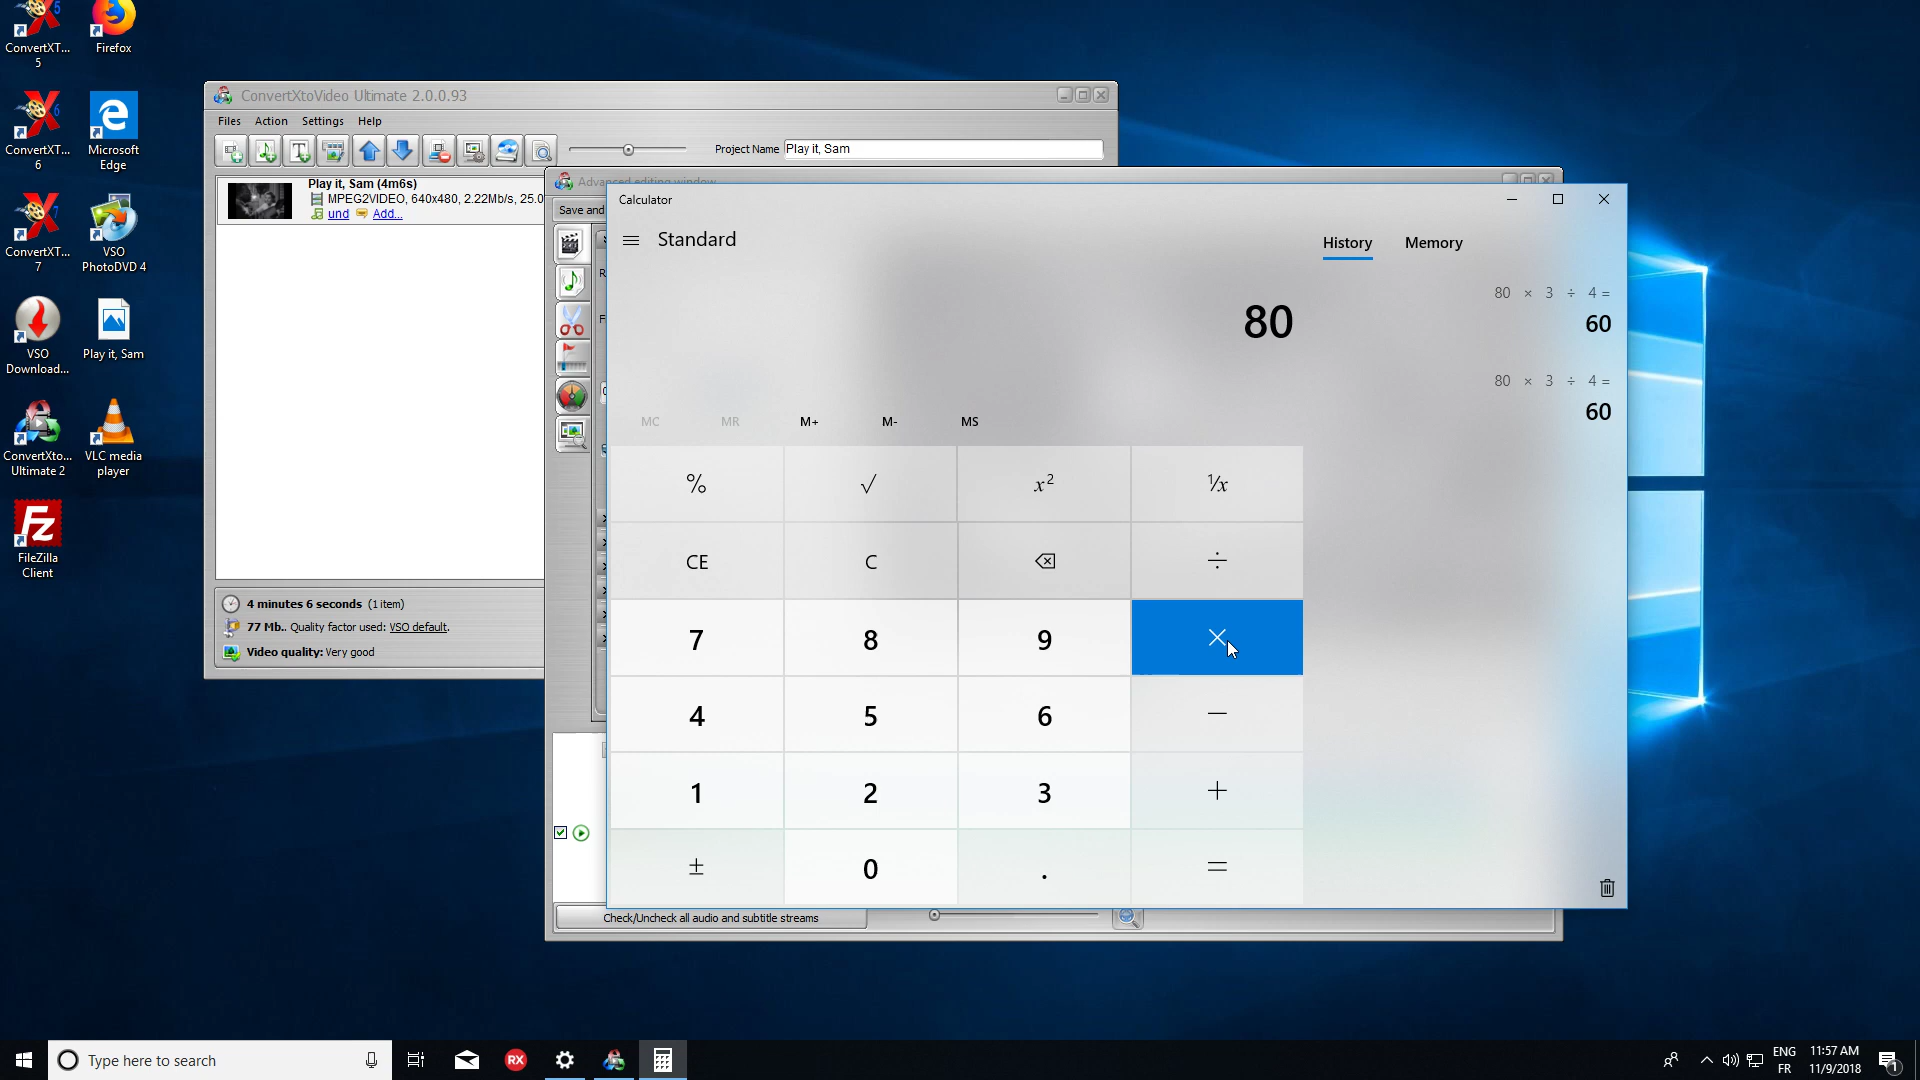 ConvertXT...
5
Firefox
ConvertXT...
6
Microsoft
Edge
ConvertXT...
7
VSO
PhotoDVD 4
VSO
Download...
Play it, Sam
ConvertXto...
Ultimate 2
VLC media
player
FileZilla
Client
ConvertXtoVideo Ultimate 2.0.0.93
Files Action Settings Help
Project Name Play it, Sam
Play it, Sam (4m6s)
MPEG2VIDEO, 640x480, 2.22Mb/s, 25.0
und Add...
4 minutes 6 seconds (1 item)
77 Mb.. Quality factor used: VSO default.
Video quality: Very good
Advanced editing window
Save and
Calculator
Standard
History Memory
80
80 × 3 ÷ 4 =
60
80 × 3 ÷ 4 =
60
MC MR M+ M- MS
% √ x² ¹/x
CE C ÷
7 8 9 ×
4 5 6 −
1 2 3 +
± 0 . =
Check/Uncheck all audio and subtitle streams
Type here to search
RX
ENG
FR
11:57 AM
11/9/2018
1